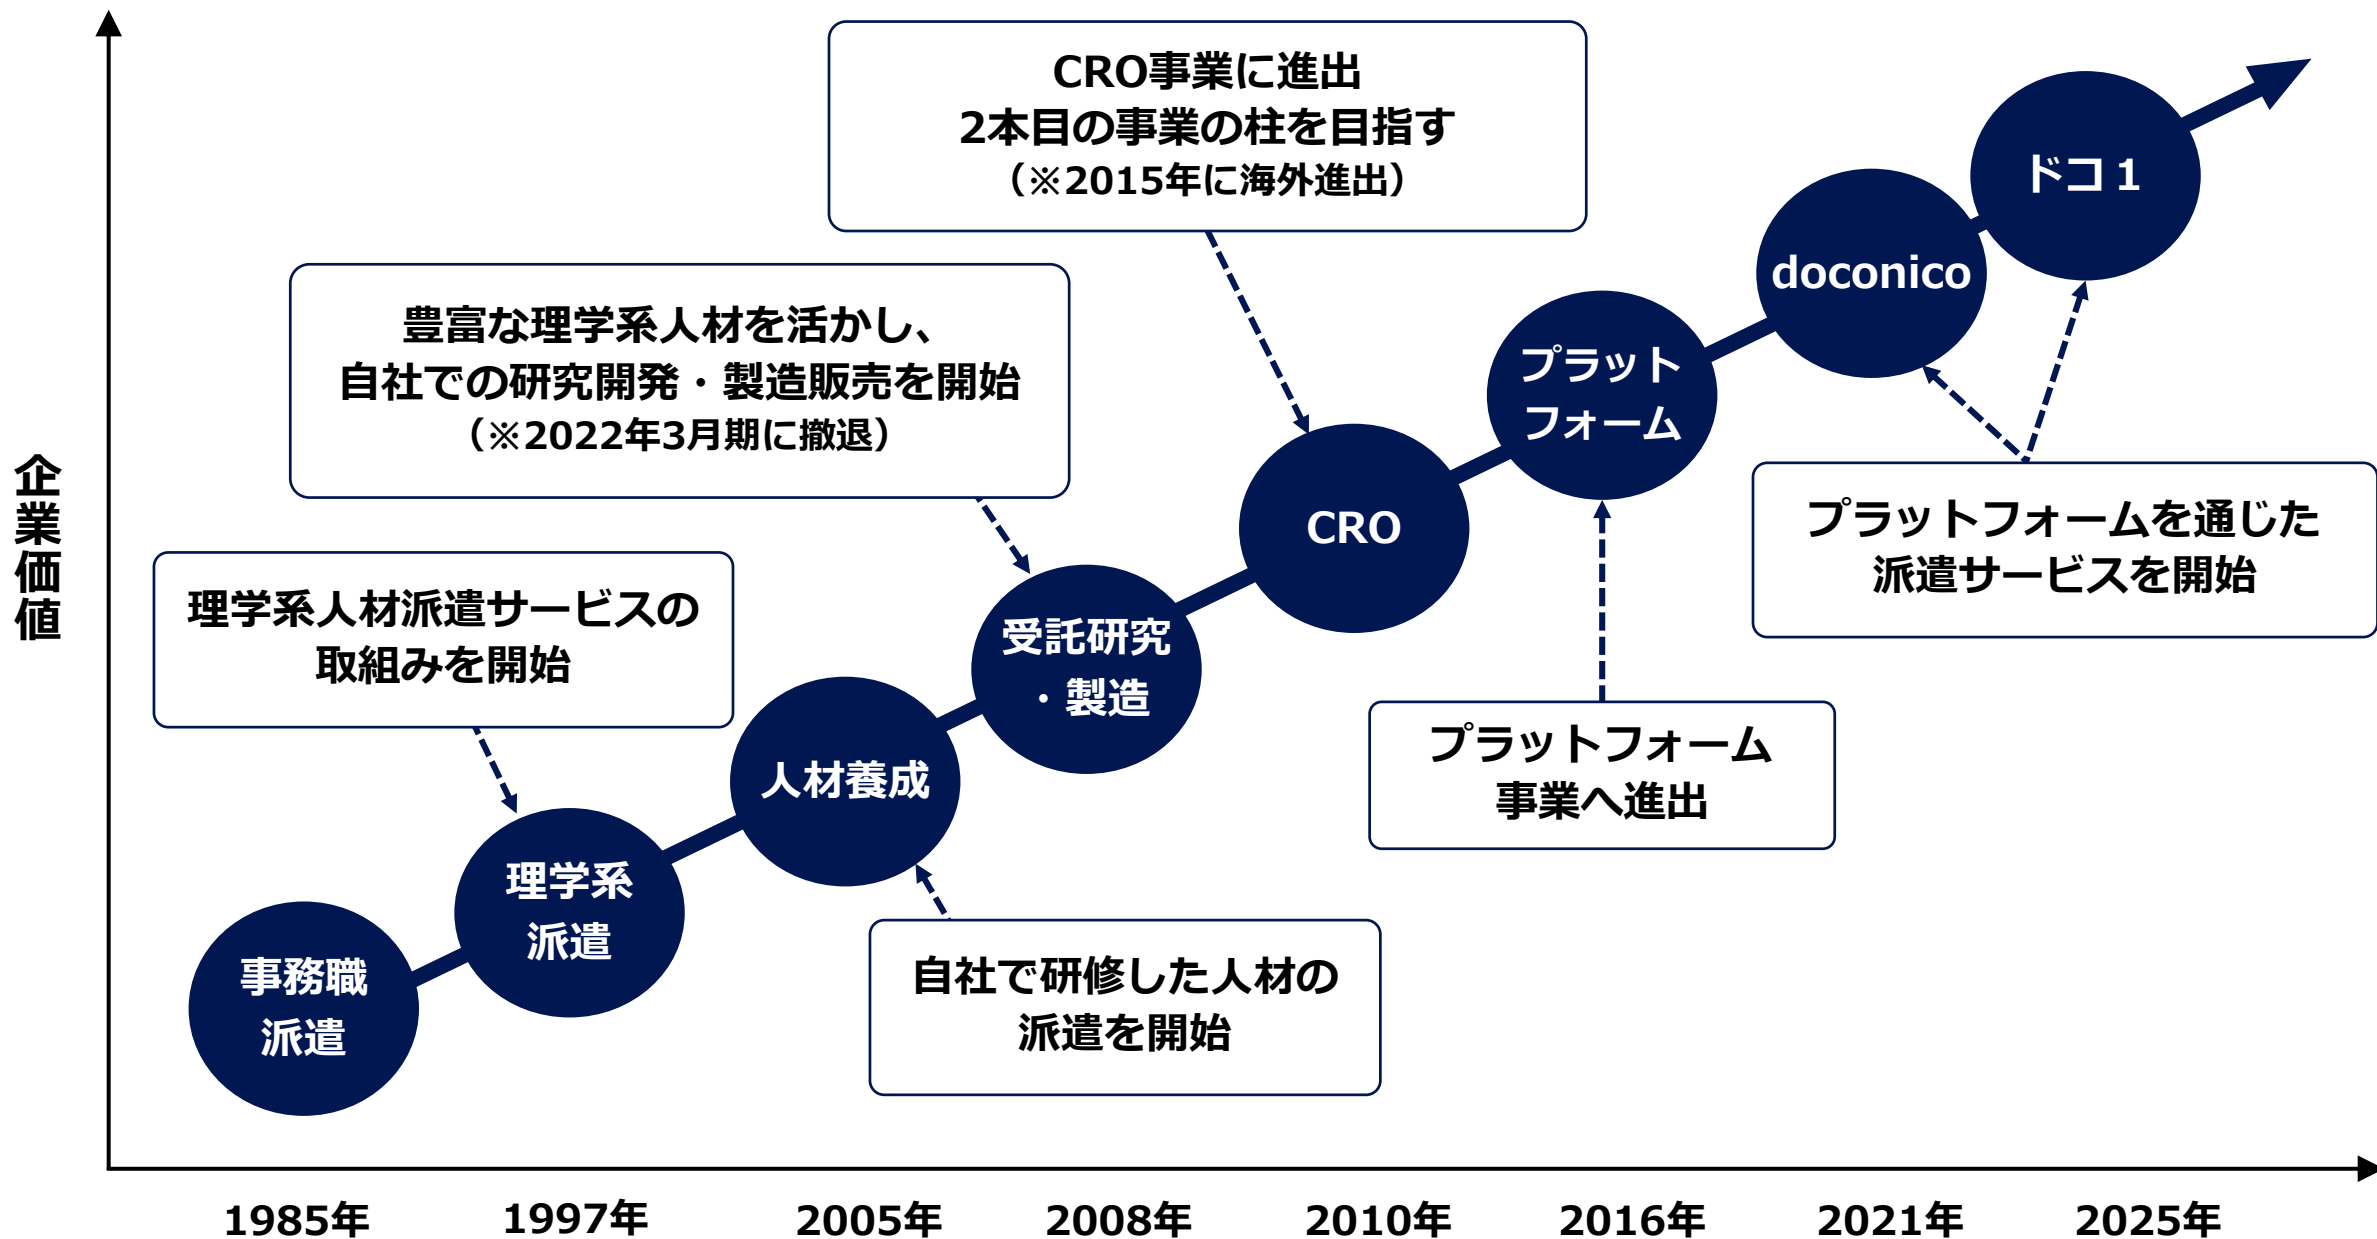 CRO事業に進出
2本目の事業の柱を目指す
（※2015年に海外進出）
豊富な理学系人材を活かし、
自社での研究開発・製造販売を開始
（※2022年3月期に撤退）
理学系人材派遣サービスの
取組みを開始
企業価値
事務職
派遣
理学系
派遣
人材養成
受託研究
・製造
CRO
プラット
フォーム
doconico
ドコ１
プラットフォームを通じた
派遣サービスを開始
プラットフォーム
事業へ進出
自社で研修した人材の
派遣を開始
1985年
1997年
2005年
2008年
2010年
2016年
2021年
2025年